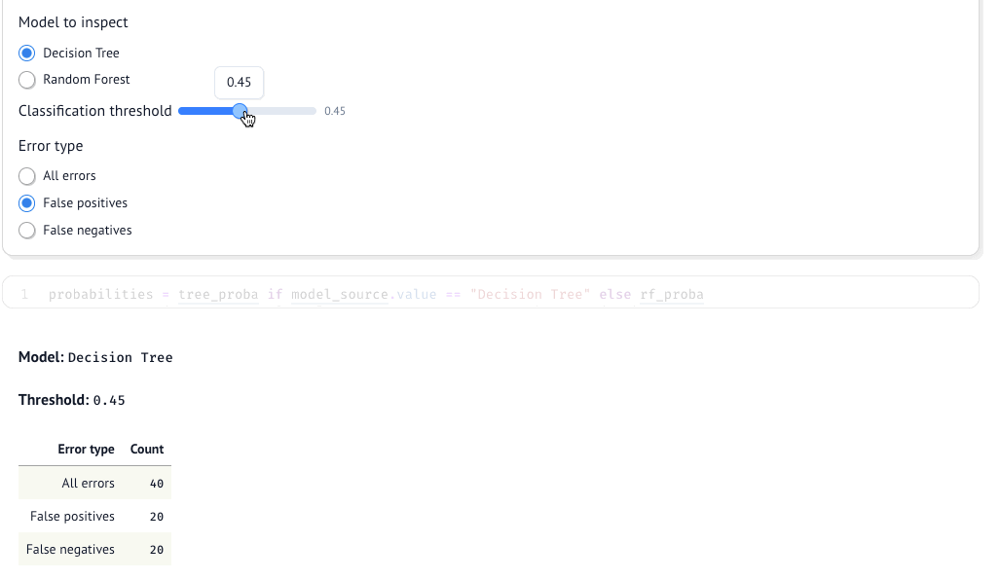 Model to inspect
Decision Tree
Random Forest
0.45
Classification threshold 0.45
Error type
All errors
False positives
False negatives
1 probabilities = tree_proba if model_source.value == "Decision Tree" else rf_proba
Model: Decision Tree
Threshold: 0.45
Error type Count
All errors 40
False positives 20
False negatives 20